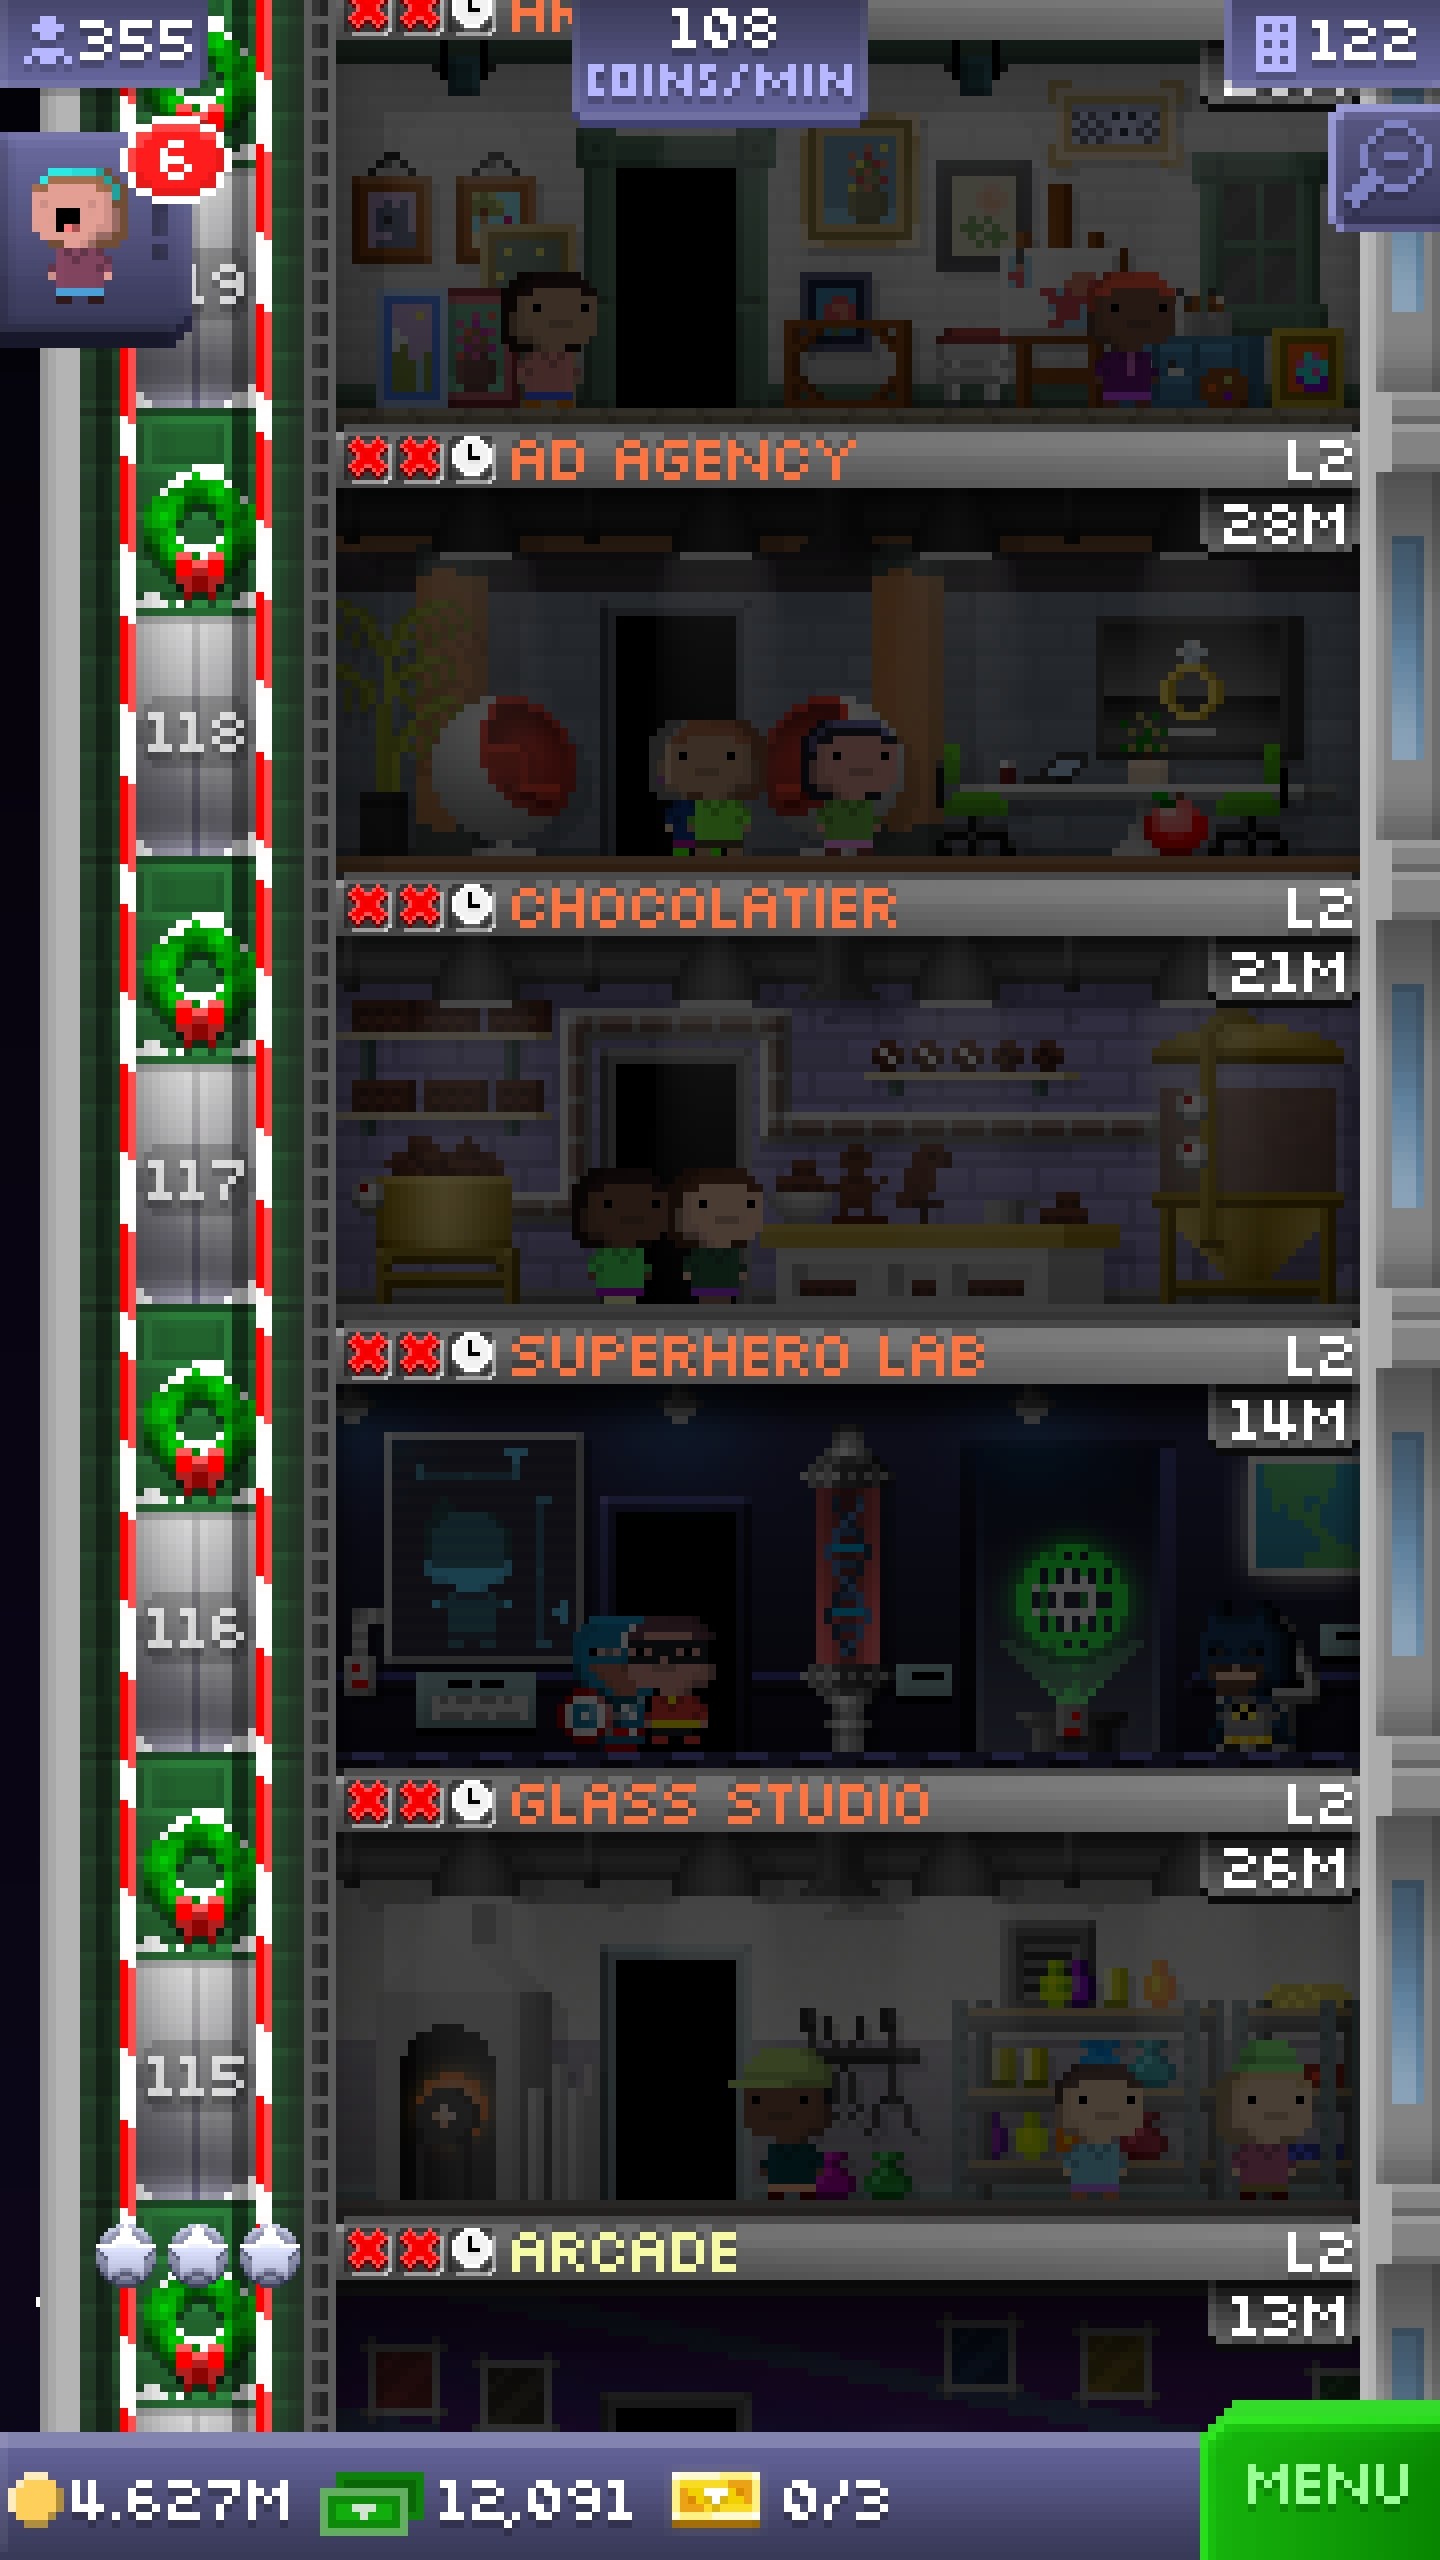 355
108
COINS/MIN
122
6
19
AD AGENCY
L2
28M
118
CHOCOLATIER
L2
21M
117
SUPERHERO LAB
L2
14M
116
GLASS STUDIO
L2
26M
115
ARCADE
L2
13M
4.627M
12,091
0/3
MENU